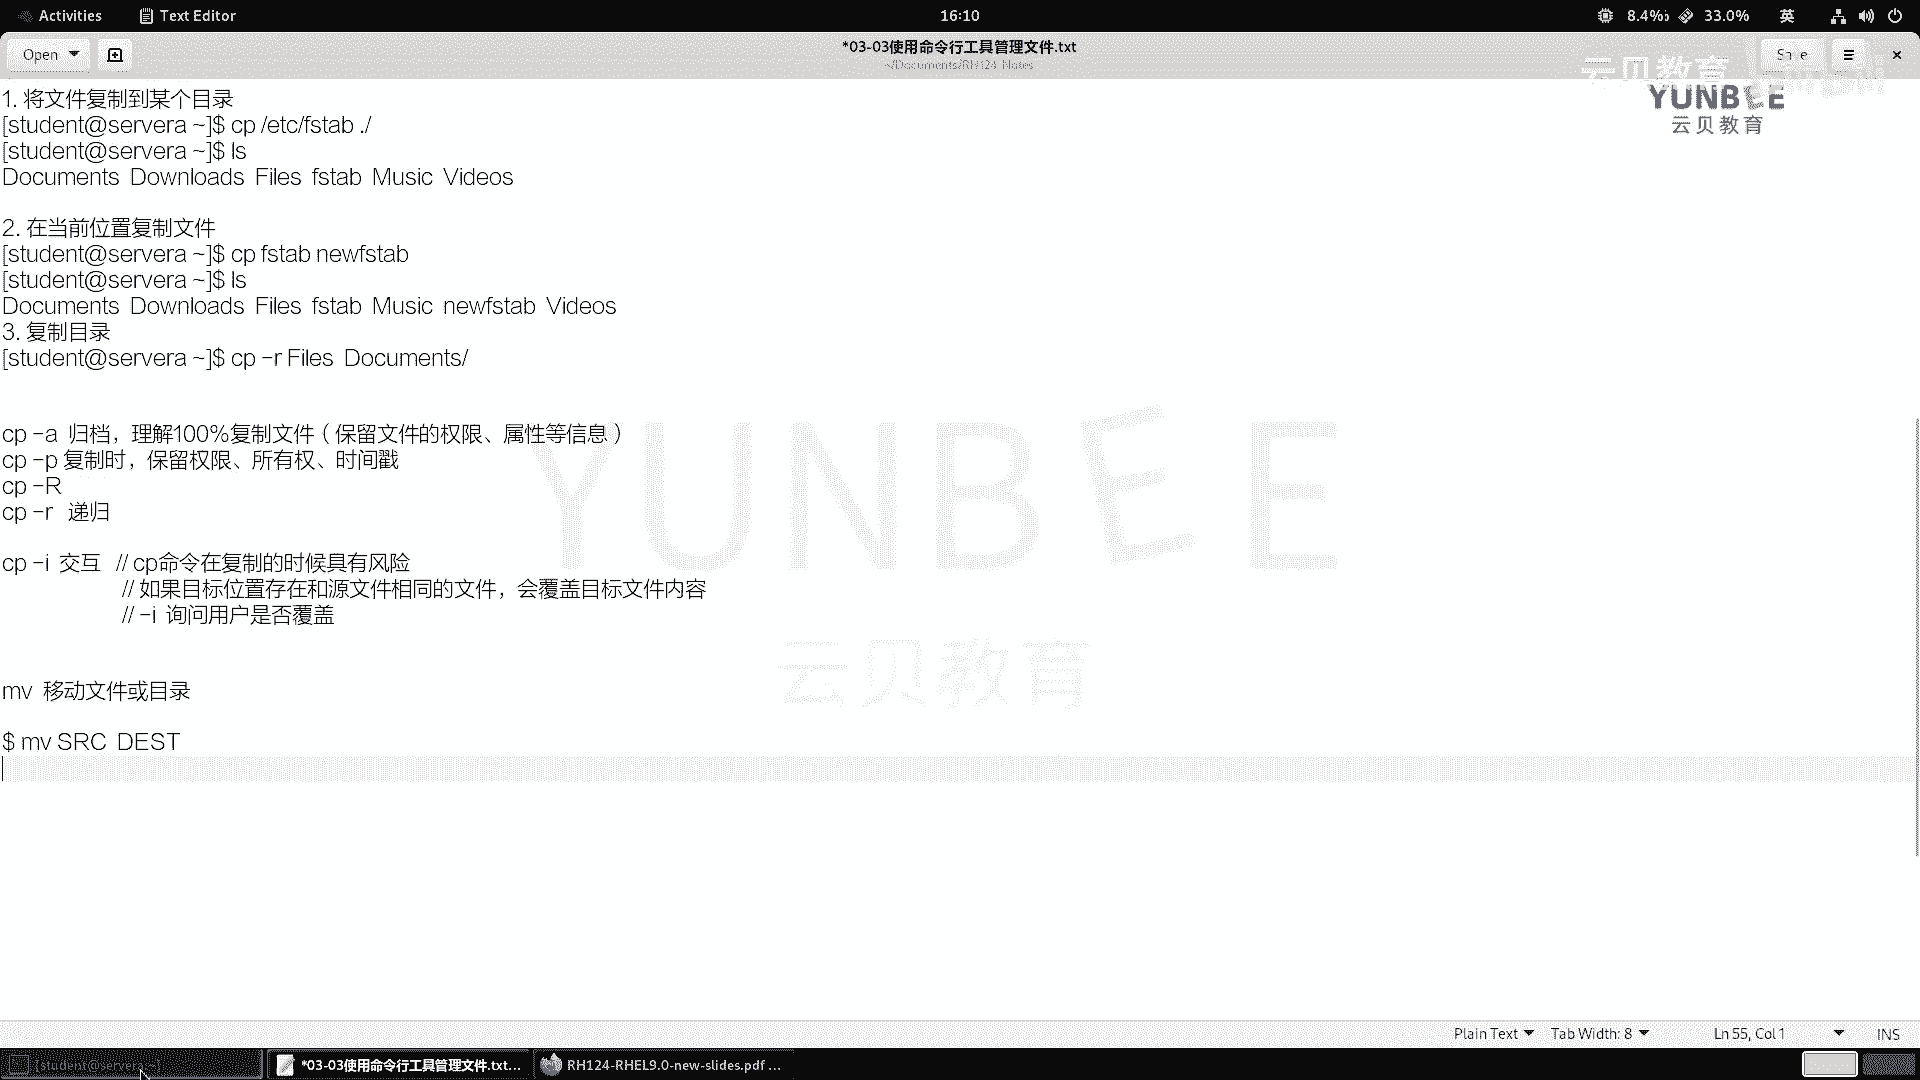 Activities Text Editor 16:10 8.4% 33.0% 英
Open *03-03使用命令行工具管理文件.txt Save
~/Documents/RH124_Notes
云贝教育
YUNBEE
云贝教育
1. 将文件复制到某个目录
[student@servera ~]$ cp /etc/fstab ./
[student@servera ~]$ ls
Documents Downloads Files fstab Music Videos
2. 在当前位置复制文件
[student@servera ~]$ cp fstab newfstab
[student@servera ~]$ ls
Documents Downloads Files fstab Music newfstab Videos
3. 复制目录
[student@servera ~]$ cp -r Files Documents/
cp -a 归档，理解100%复制文件（保留文件的权限、属性等信息）
cp -p 复制时，保留权限、所有权、时间戳
cp -R
cp -r 递归
cp -i 交互 // cp命令在复制的时候具有风险
// 如果目标位置存在和源文件相同的文件，会覆盖目标文件内容
// -i 询问用户是否覆盖
mv 移动文件或目录
$ mv SRC DEST
YUNBEE
云贝教育
Plain Text Tab Width: 8 Ln 55, Col 1 INS
[student@servera:~] *03-03使用命令行工具管理文件.txt... RH124-RHEL9.0-new-slides.pdf ...